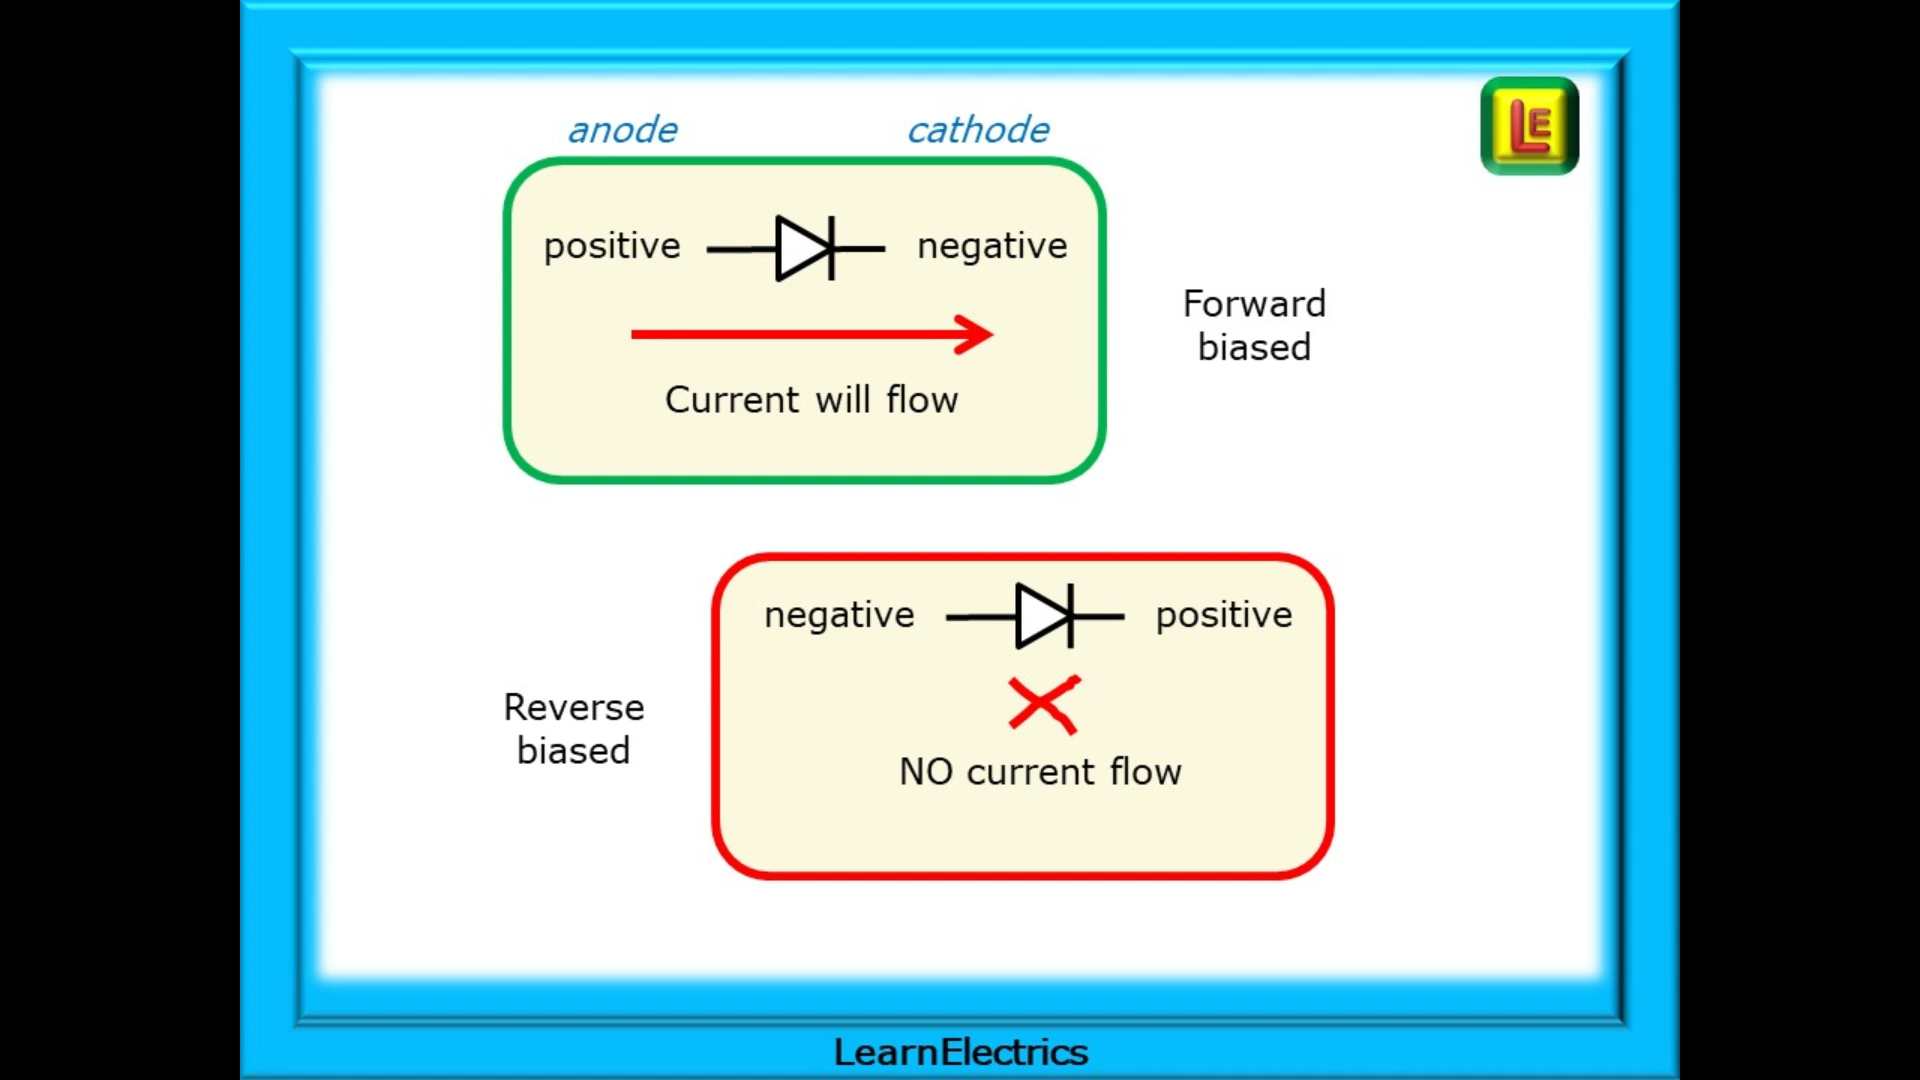 anode cathode
LE
positive negative
Forward
biased
Current will flow
negative positive
Reverse
biased
NO current flow
LearnElectrics